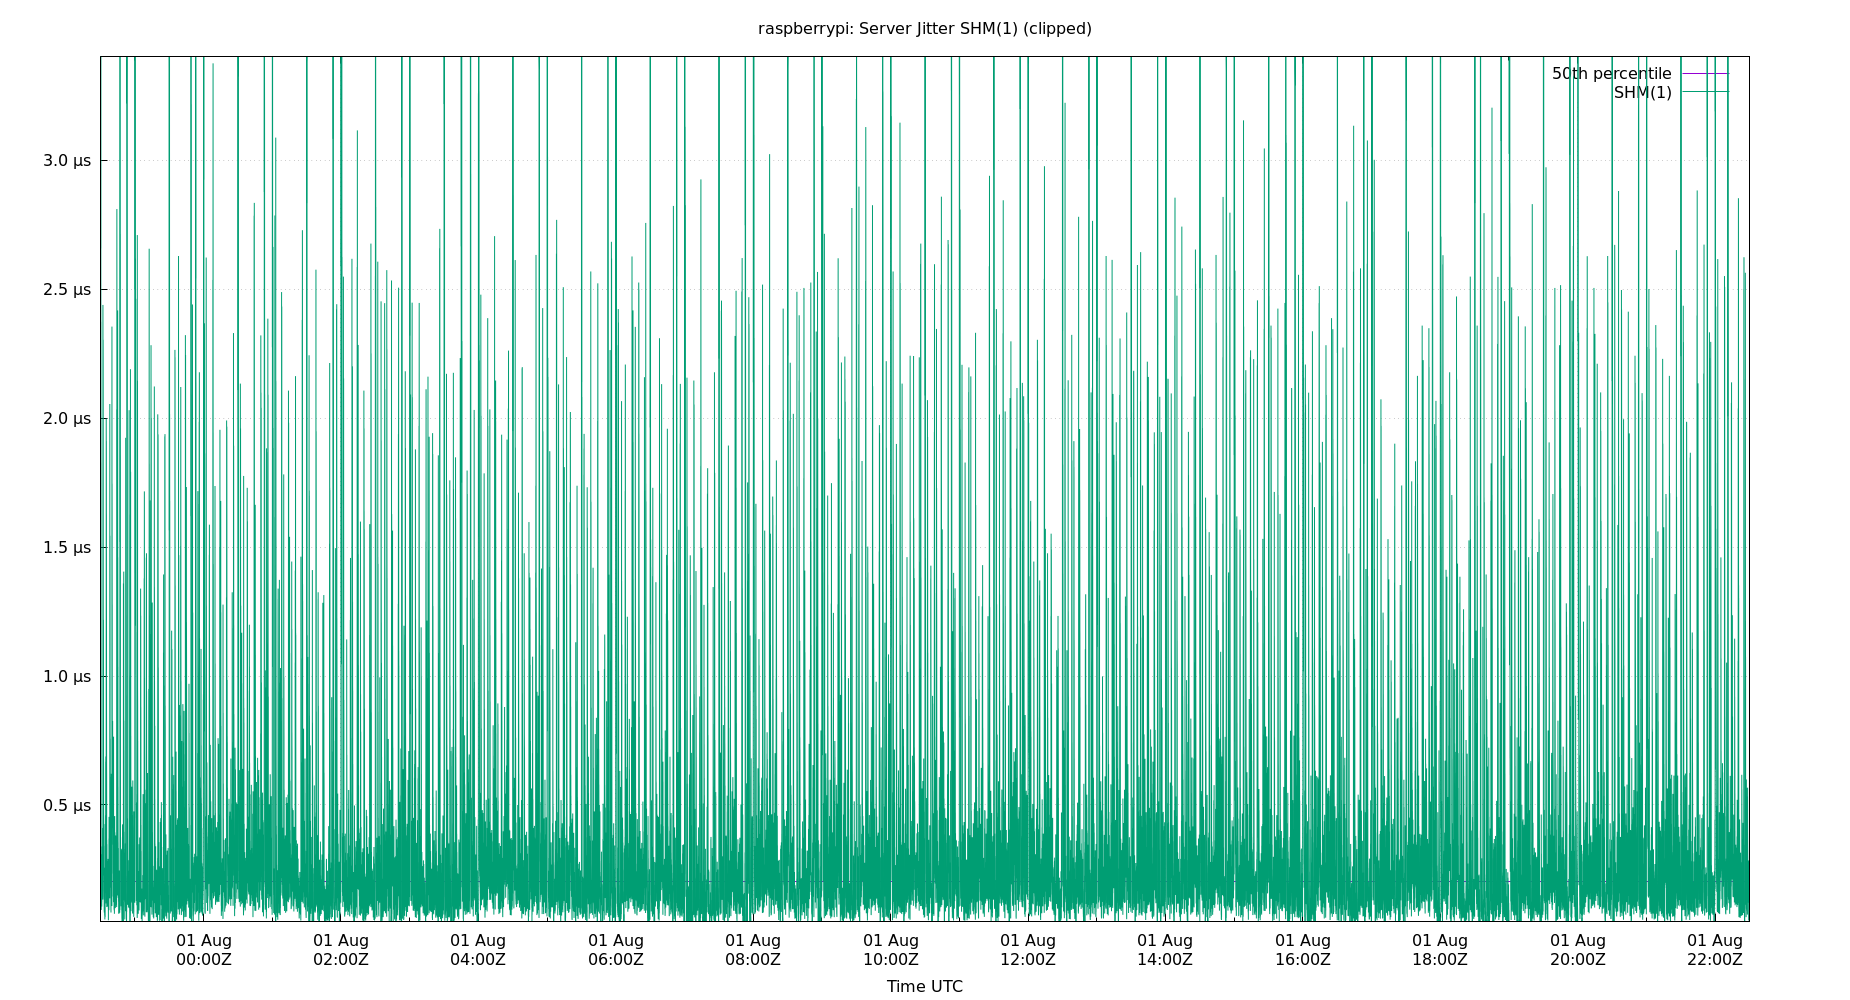 raspberrypi: Server Jitter SHM(1) (clipped)
50th percentile
SHM(1)
3.0 µs
2.5 µs
2.0 µs
1.5 µs
1.0 µs
0.5 µs
01 Aug 01 Aug 01 Aug 01 Aug 01 Aug 01 Aug 01 Aug 01 Aug 01 Aug 01 Aug 01 Aug 01 Aug
00:00Z 02:00Z 04:00Z 06:00Z 08:00Z 10:00Z 12:00Z 14:00Z 16:00Z 18:00Z 20:00Z 22:00Z
Time UTC